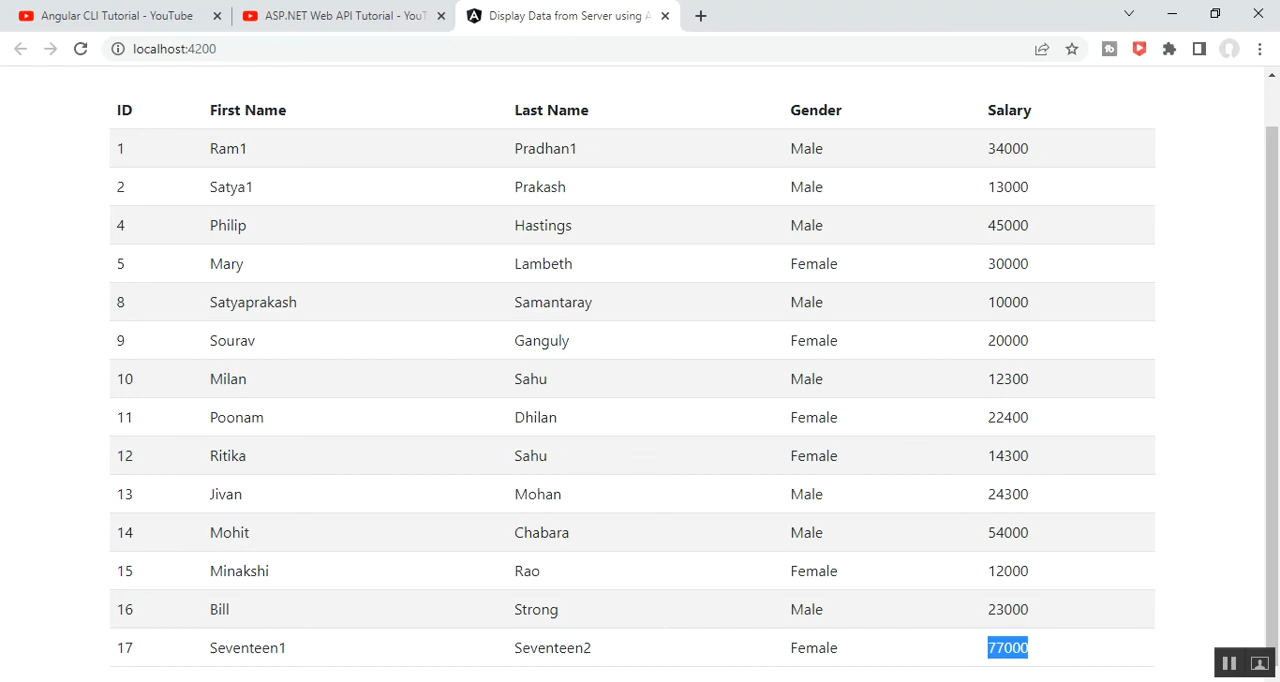 Angular CLI Tutorial - YouTube ASP.NET Web API Tutorial - YouT Display Data from Server using A
localhost:4200
ID First Name Last Name Gender Salary
1 Ram1 Pradhan1 Male 34000
2 Satya1 Prakash Male 13000
4 Philip Hastings Male 45000
5 Mary Lambeth Female 30000
8 Satyaprakash Samantaray Male 10000
9 Sourav Ganguly Female 20000
10 Milan Sahu Male 12300
11 Poonam Dhilan Female 22400
12 Ritika Sahu Female 14300
13 Jivan Mohan Male 24300
14 Mohit Chabara Male 54000
15 Minakshi Rao Female 12000
16 Bill Strong Male 23000
17 Seventeen1 Seventeen2 Female 77000